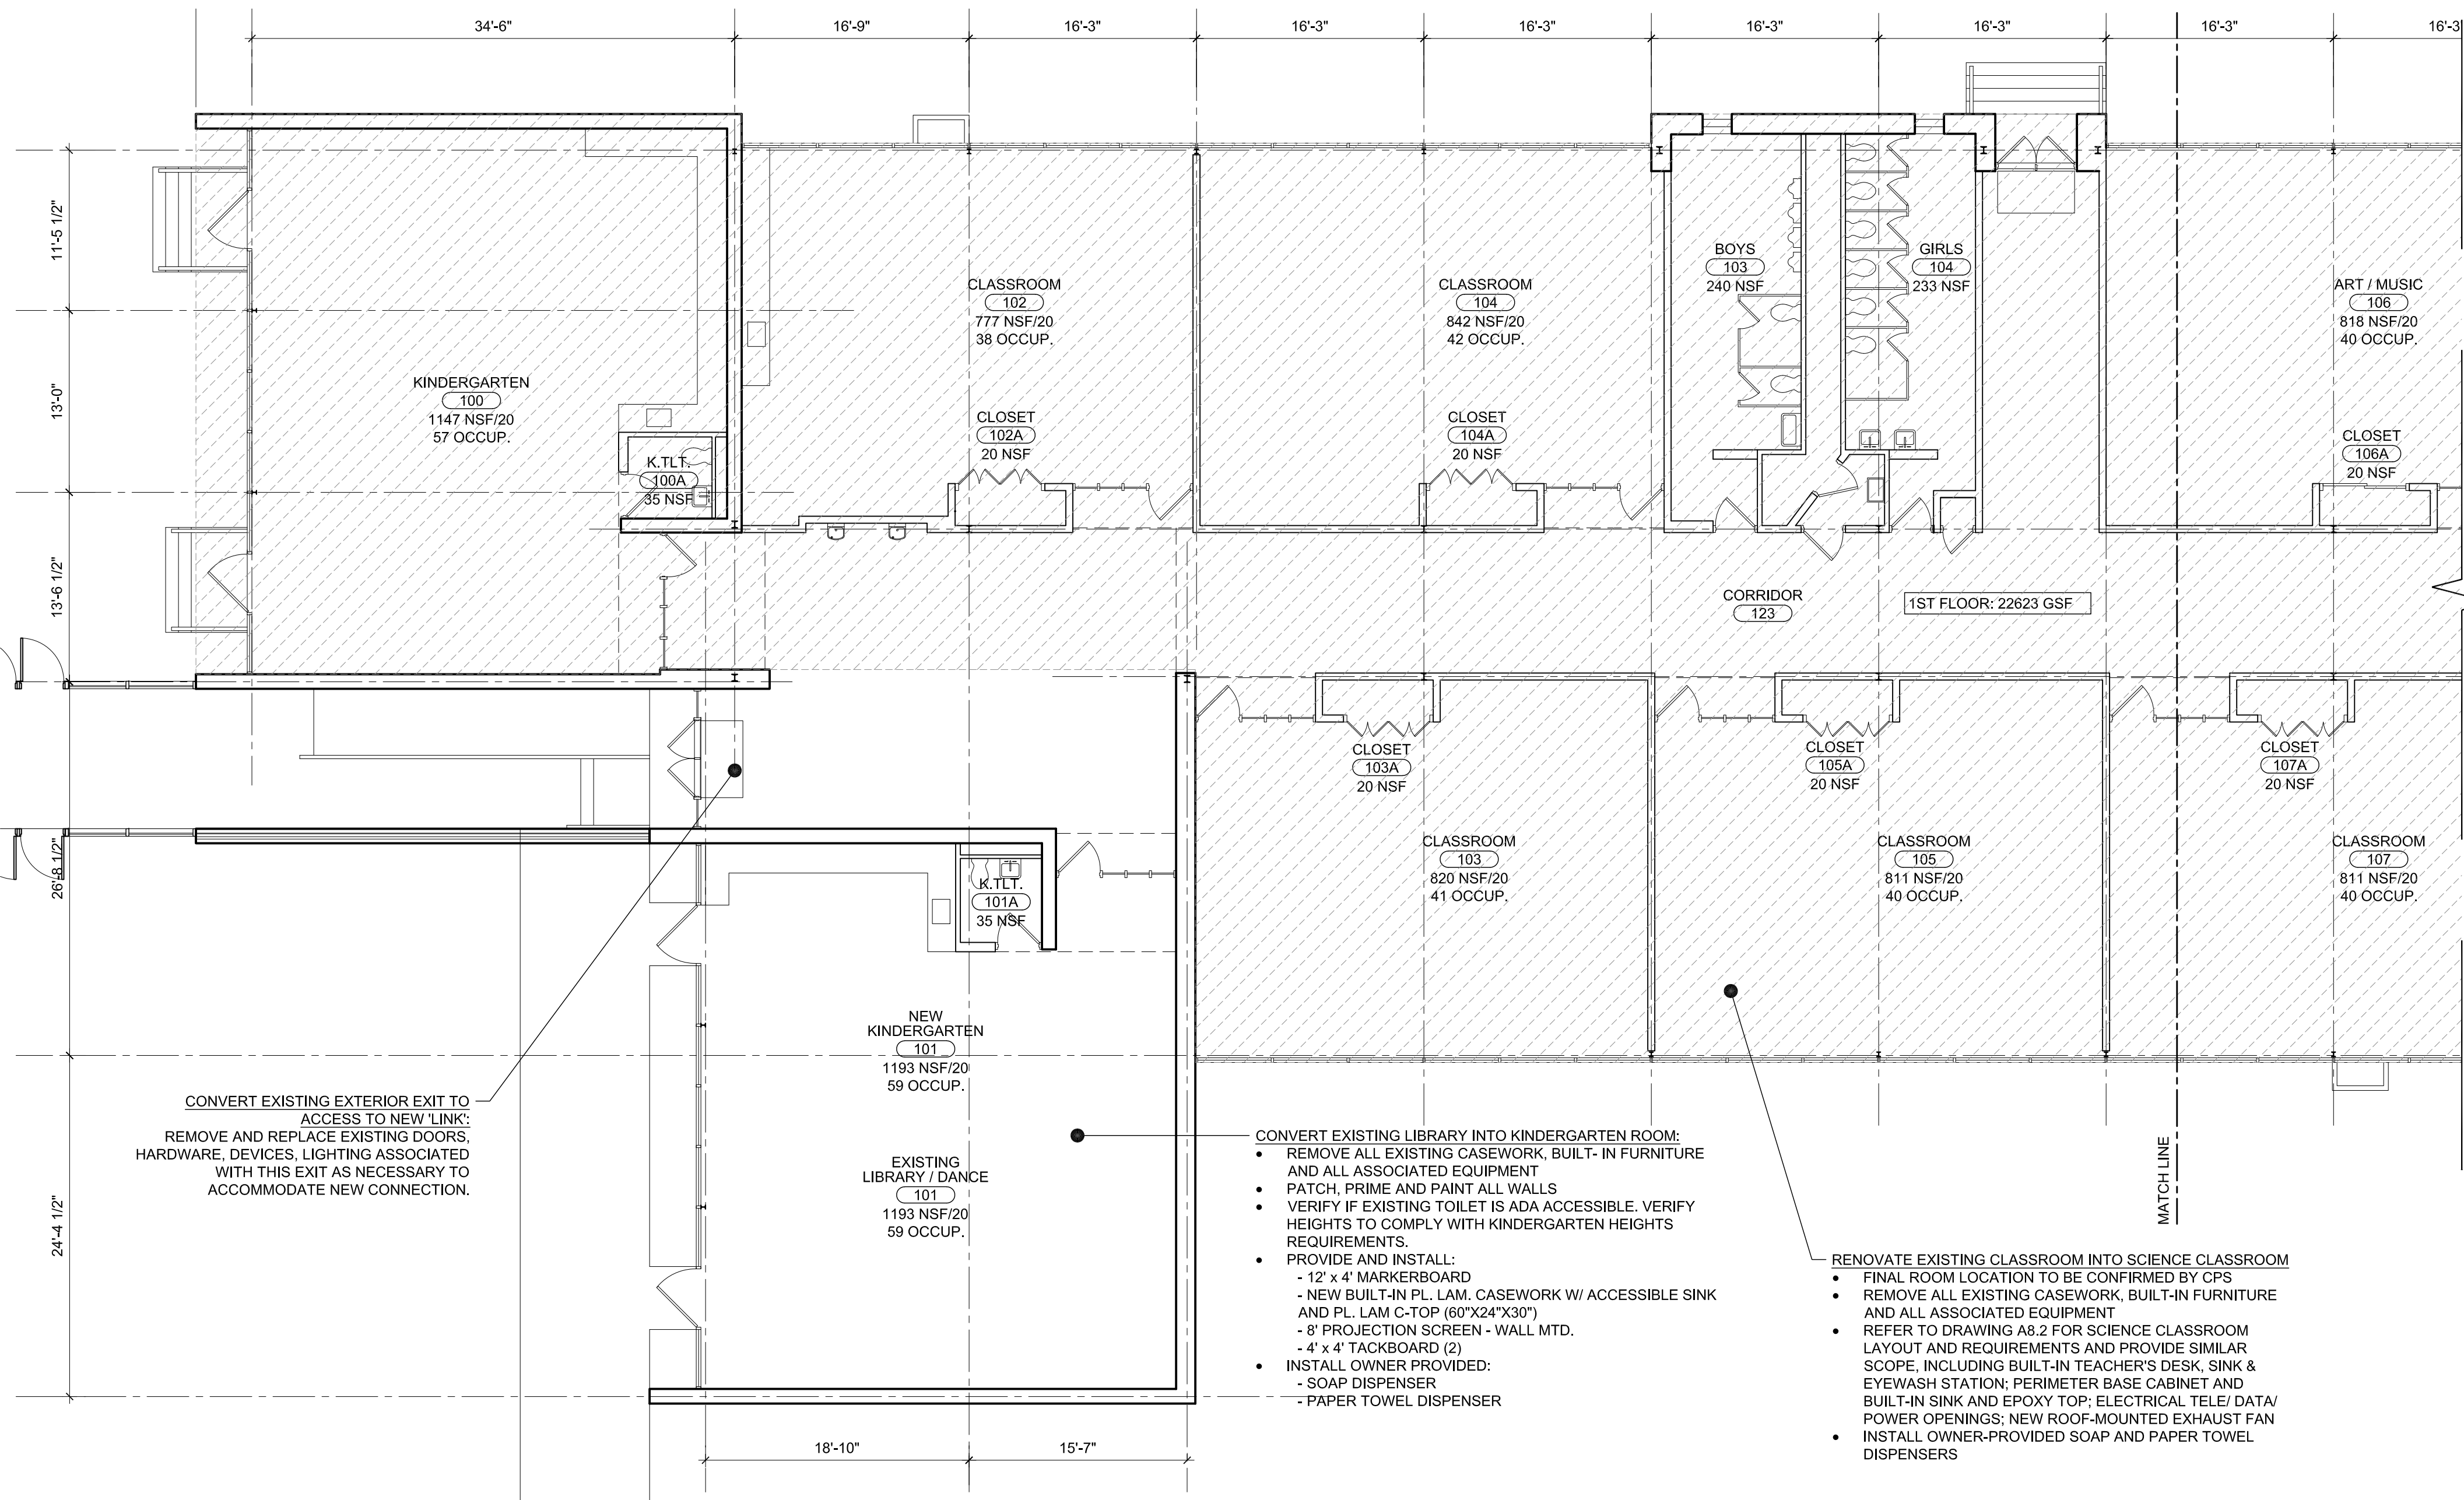 34'-6"
16'-9"
16'-3"
16'-3"
16'-3"
16'-3"
16'-3"
16'-3"
16'-3
11'-5 1/2"
13'-0"
13'-6 1/2"
26'-8 1/2"
24'-4 1/2"
KINDERGARTEN
100
1147 NSF/20
57 OCCUP.
K.TLT.
100A
35 NSF
CLASSROOM
102
777 NSF/20
38 OCCUP.
CLOSET
102A
20 NSF
CLASSROOM
104
842 NSF/20
42 OCCUP.
CLOSET
104A
20 NSF
BOYS
103
240 NSF
GIRLS
104
233 NSF
ART / MUSIC
106
818 NSF/20
40 OCCUP.
CLOSET
106A
20 NSF
CORRIDOR
123
1ST FLOOR: 22623 GSF
CLOSET
103A
20 NSF
CLASSROOM
103
820 NSF/20
41 OCCUP.
CLOSET
105A
20 NSF
CLASSROOM
105
811 NSF/20
40 OCCUP.
CLOSET
107A
20 NSF
CLASSROOM
107
811 NSF/20
40 OCCUP.
K.TLT.
101A
35 NSF
NEW
KINDERGARTEN
101
1193 NSF/20
59 OCCUP.
EXISTING
LIBRARY / DANCE
101
1193 NSF/20
59 OCCUP.
CONVERT EXISTING EXTERIOR EXIT TO
ACCESS TO NEW 'LINK':
REMOVE AND REPLACE EXISTING DOORS,
HARDWARE, DEVICES, LIGHTING ASSOCIATED
WITH THIS EXIT AS NECESSARY TO
ACCOMMODATE NEW CONNECTION.
CONVERT EXISTING LIBRARY INTO KINDERGARTEN ROOM:
• REMOVE ALL EXISTING CASEWORK, BUILT- IN FURNITURE
AND ALL ASSOCIATED EQUIPMENT
• PATCH, PRIME AND PAINT ALL WALLS
• VERIFY IF EXISTING TOILET IS ADA ACCESSIBLE. VERIFY
HEIGHTS TO COMPLY WITH KINDERGARTEN HEIGHTS
REQUIREMENTS.
• PROVIDE AND INSTALL:
- 12' x 4' MARKERBOARD
- NEW BUILT-IN PL. LAM. CASEWORK W/ ACCESSIBLE SINK
AND PL. LAM C-TOP (60"X24"X30")
- 8' PROJECTION SCREEN - WALL MTD.
- 4' x 4' TACKBOARD (2)
• INSTALL OWNER PROVIDED:
- SOAP DISPENSER
- PAPER TOWEL DISPENSER
MATCH LINE
RENOVATE EXISTING CLASSROOM INTO SCIENCE CLASSROOM
• FINAL ROOM LOCATION TO BE CONFIRMED BY CPS
• REMOVE ALL EXISTING CASEWORK, BUILT-IN FURNITURE
AND ALL ASSOCIATED EQUIPMENT
• REFER TO DRAWING A8.2 FOR SCIENCE CLASSROOM
LAYOUT AND REQUIREMENTS AND PROVIDE SIMILAR
SCOPE, INCLUDING BUILT-IN TEACHER'S DESK, SINK &
EYEWASH STATION; PERIMETER BASE CABINET AND
BUILT-IN SINK AND EPOXY TOP; ELECTRICAL TELE/ DATA/
POWER OPENINGS; NEW ROOF-MOUNTED EXHAUST FAN
• INSTALL OWNER-PROVIDED SOAP AND PAPER TOWEL
DISPENSERS
18'-10"
15'-7"